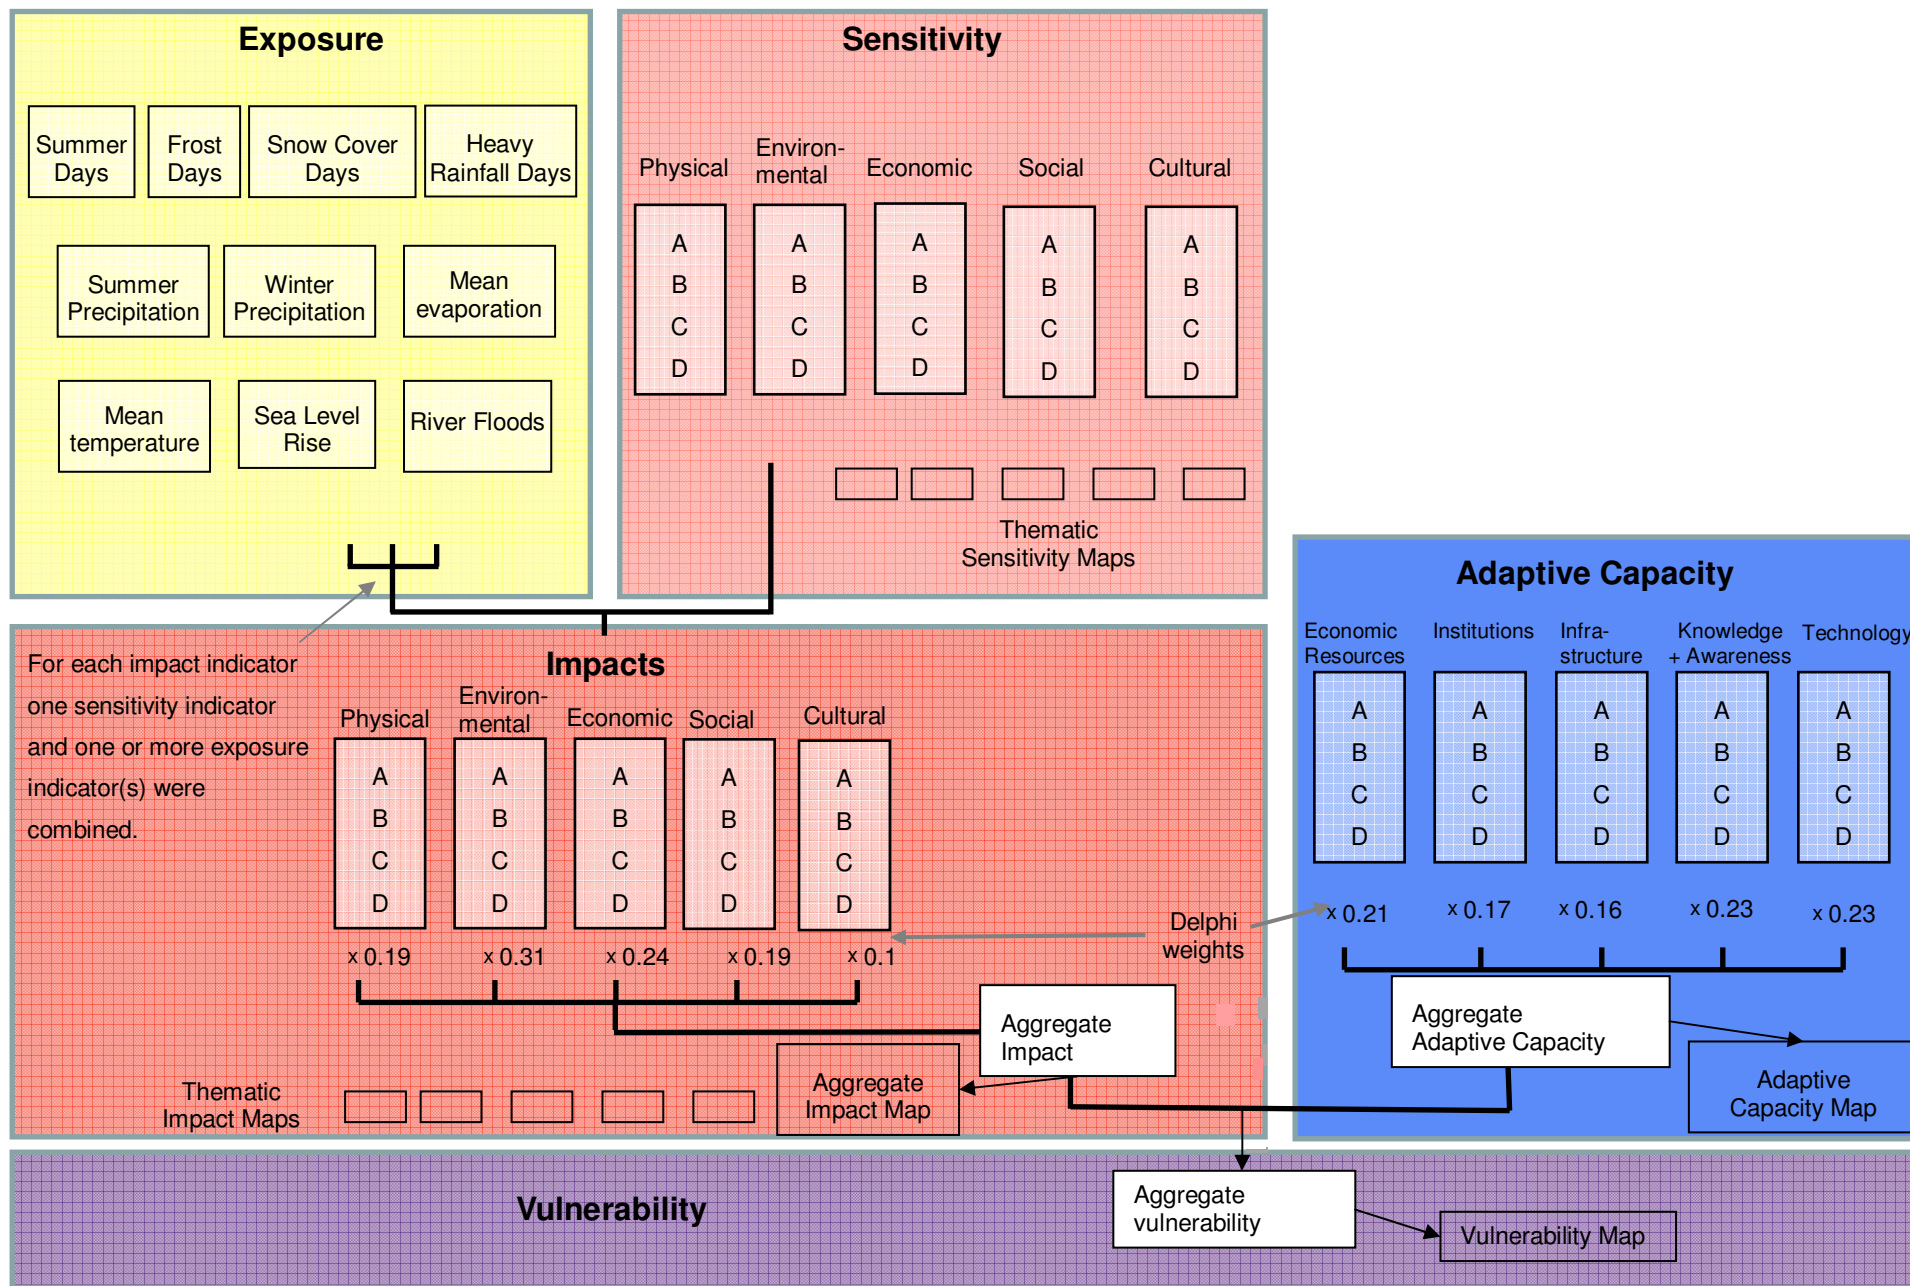 Exposure
Summer
Days
Frost
Days
Snow Cover
Days
Heavy
Rainfall Days
Summer
Precipitation
Winter
Precipitation
Mean
evaporation
Mean
temperature
Sea Level
Rise
River Floods
Sensitivity
Physical
Environ-
mental
Economic
Social
Cultural
A
B
C
D
A
B
C
D
A
B
C
D
A
B
C
D
A
B
C
D
Thematic
Sensitivity Maps
For each impact indicator
one sensitivity indicator
and one or more exposure
indicator(s) were
combined.
Impacts
Physical
Environ-
mental
Economic
Social
Cultural
A
B
C
D
A
B
C
D
A
B
C
D
A
B
C
D
A
B
C
D
x 0.19
x 0.31
x 0.24
x 0.19
x 0.1
Delphi
weights
Aggregate
Impact
Thematic
Impact Maps
Aggregate
Impact Map
Adaptive Capacity
Economic
Resources
Institutions
Infra-
structure
Knowledge
+ Awareness
Technology
A
B
C
D
A
B
C
D
A
B
C
D
A
B
C
D
A
B
C
D
x 0.21
x 0.17
x 0.16
x 0.23
x 0.23
Aggregate
Adaptive Capacity
Adaptive
Capacity Map
Vulnerability
Aggregate
vulnerability
Vulnerability Map